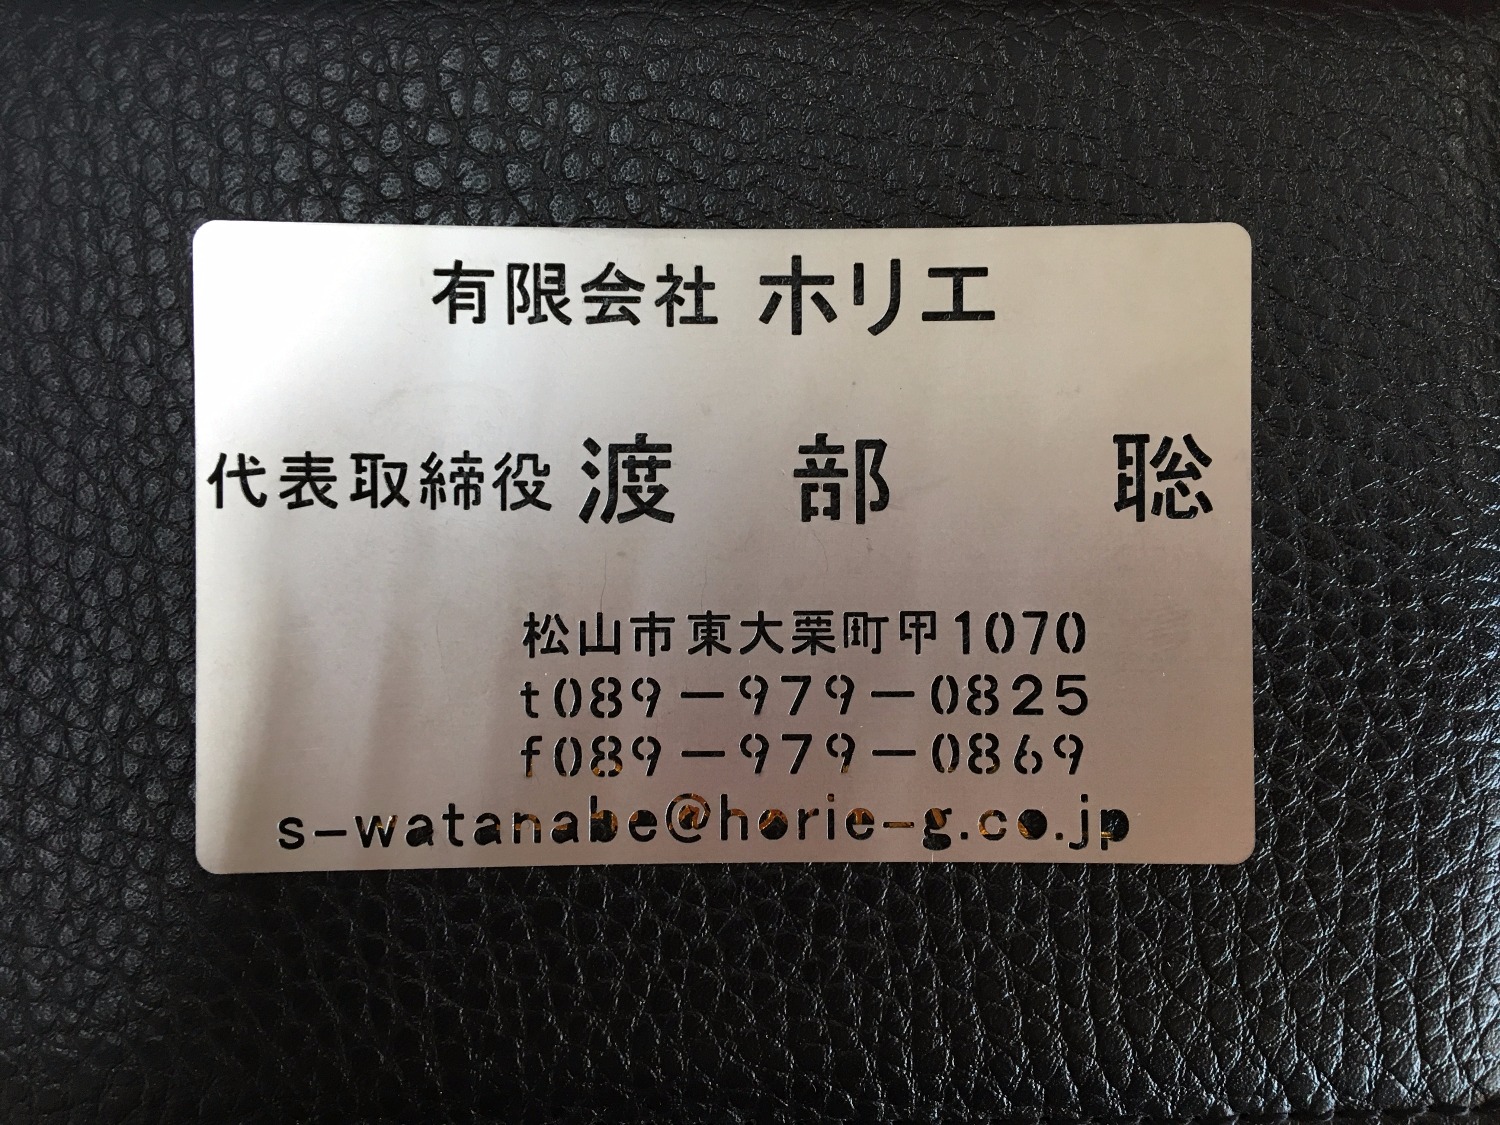 有限会社 ホリエ
代表取締役 渡部 聡
松山市東大栗町甲1070
t089-979-0825
f089-979-0869
s-watanabe@horie-g.co.jp